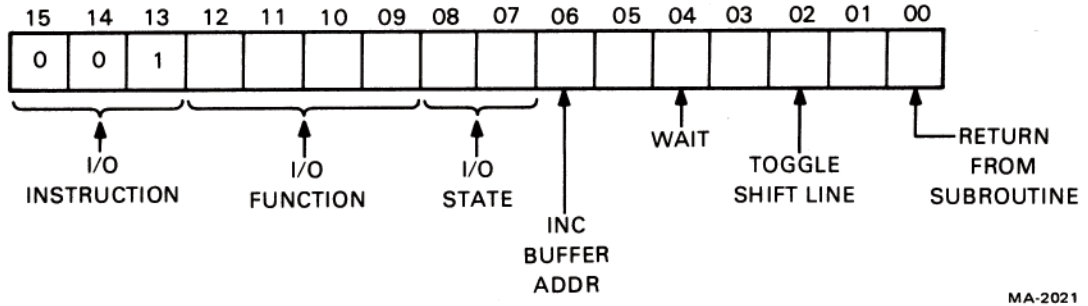 15 14 13 12 11 10 09 08 07 06 05 04 03 02 01 00
0 0 1
I/O
INSTRUCTION
I/O
FUNCTION
I/O
STATE
INC
BUFFER
ADDR
WAIT
TOGGLE
SHIFT LINE
RETURN
FROM
SUBROUTINE
MA-2021